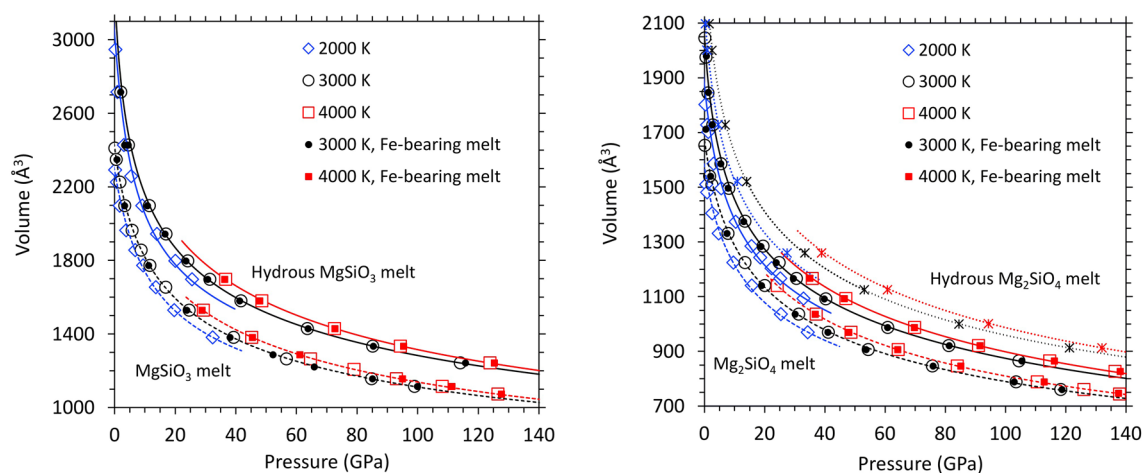 3000
2600
2200
1800
1400
1000
Volume (Å³)
2000 K
3000 K
4000 K
3000 K, Fe-bearing melt
4000 K, Fe-bearing melt
Hydrous MgSiO₃ melt
MgSiO₃ melt
0 20 40 60 80 100 120 140
Pressure (GPa)
2100
1900
1700
1500
1300
1100
900
700
Volume (Å³)
2000 K
3000 K
4000 K
3000 K, Fe-bearing melt
4000 K, Fe-bearing melt
Hydrous Mg₂SiO₄ melt
Mg₂SiO₄ melt
0 20 40 60 80 100 120 140
Pressure (GPa)